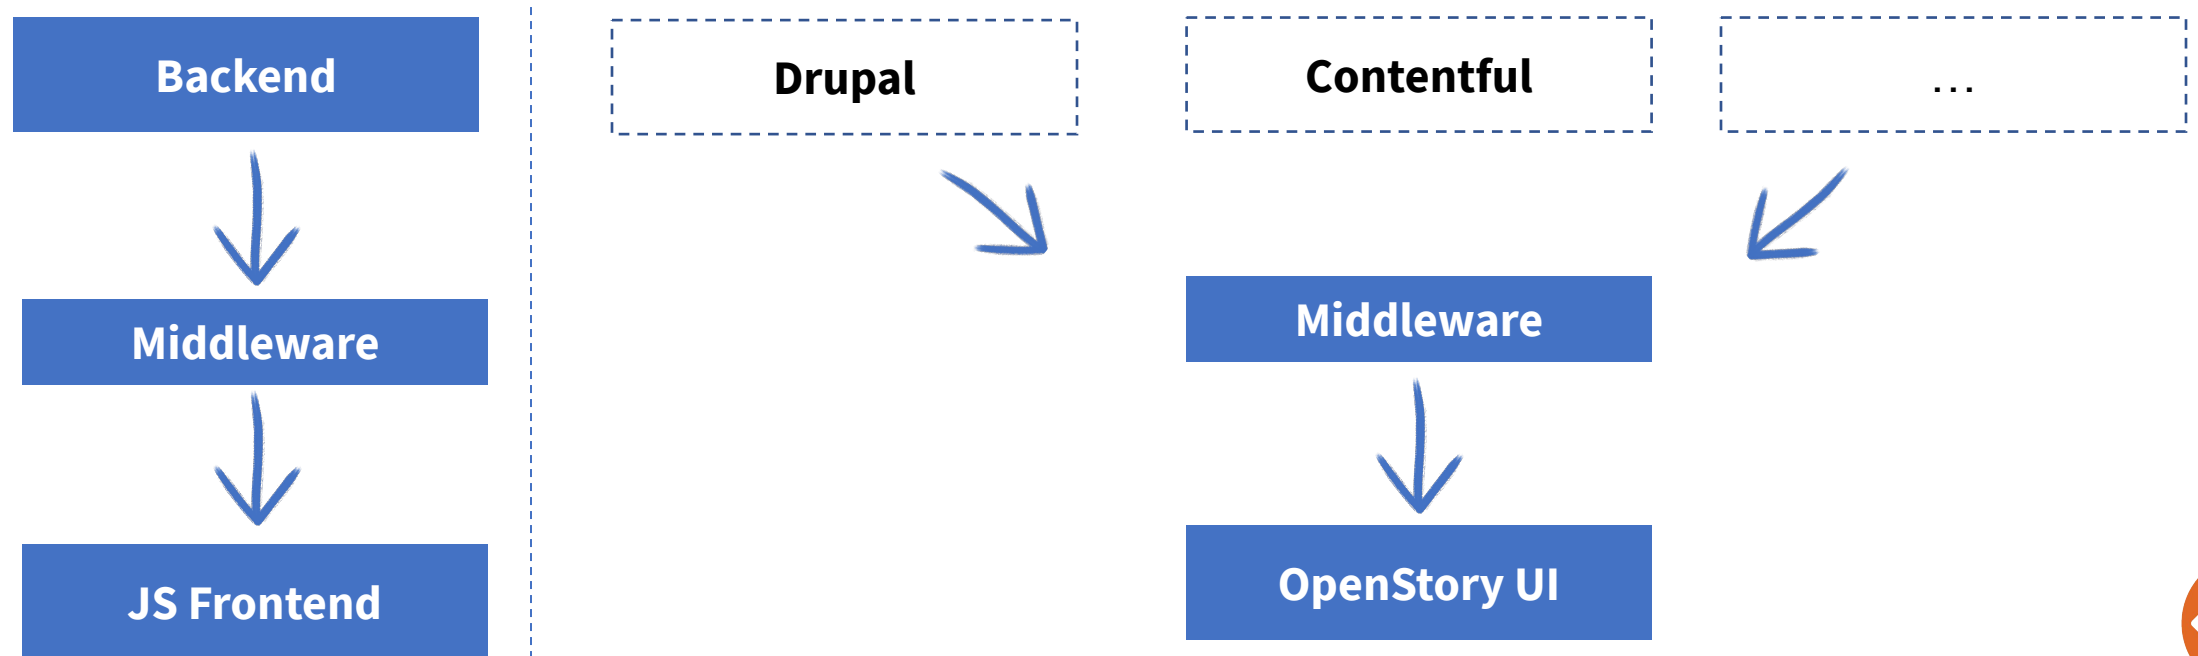 Backend
Middleware
JS Frontend
Drupal
Contentful
...
Middleware
OpenStory UI